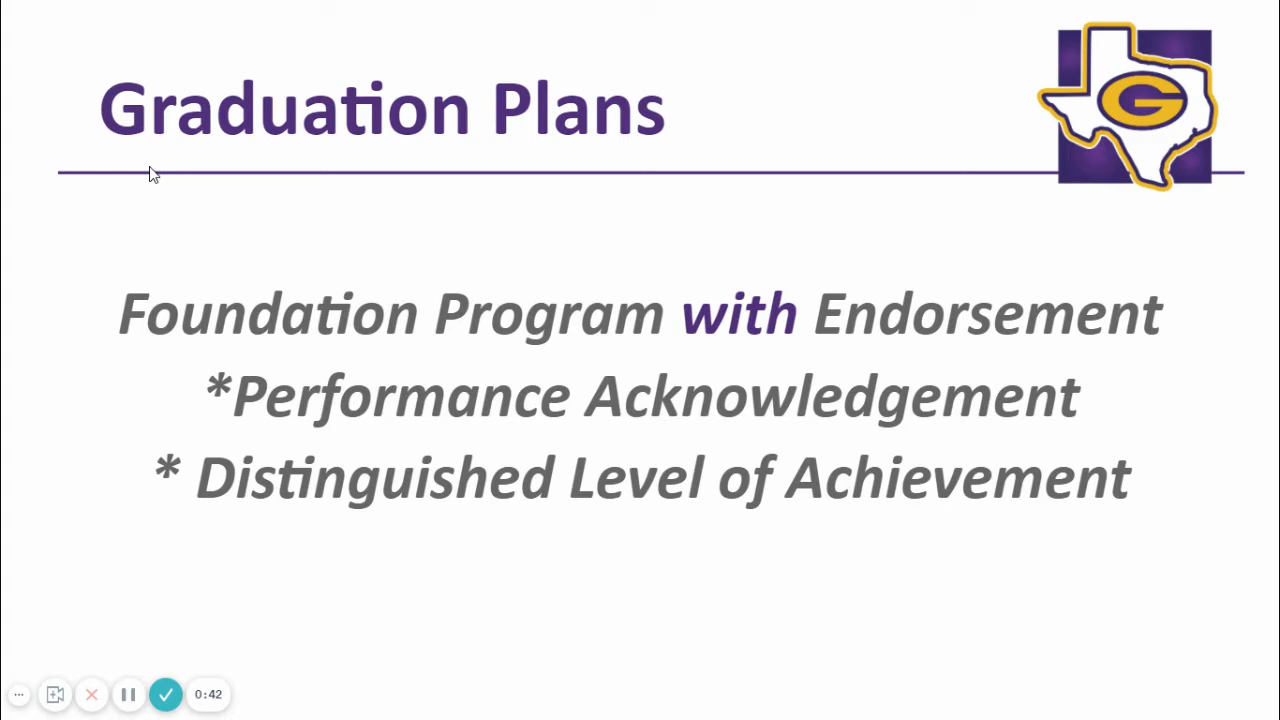 Graduation Plans
G
Foundation Program with Endorsement
*Performance Acknowledgement
* Distinguished Level of Achievement
0:42